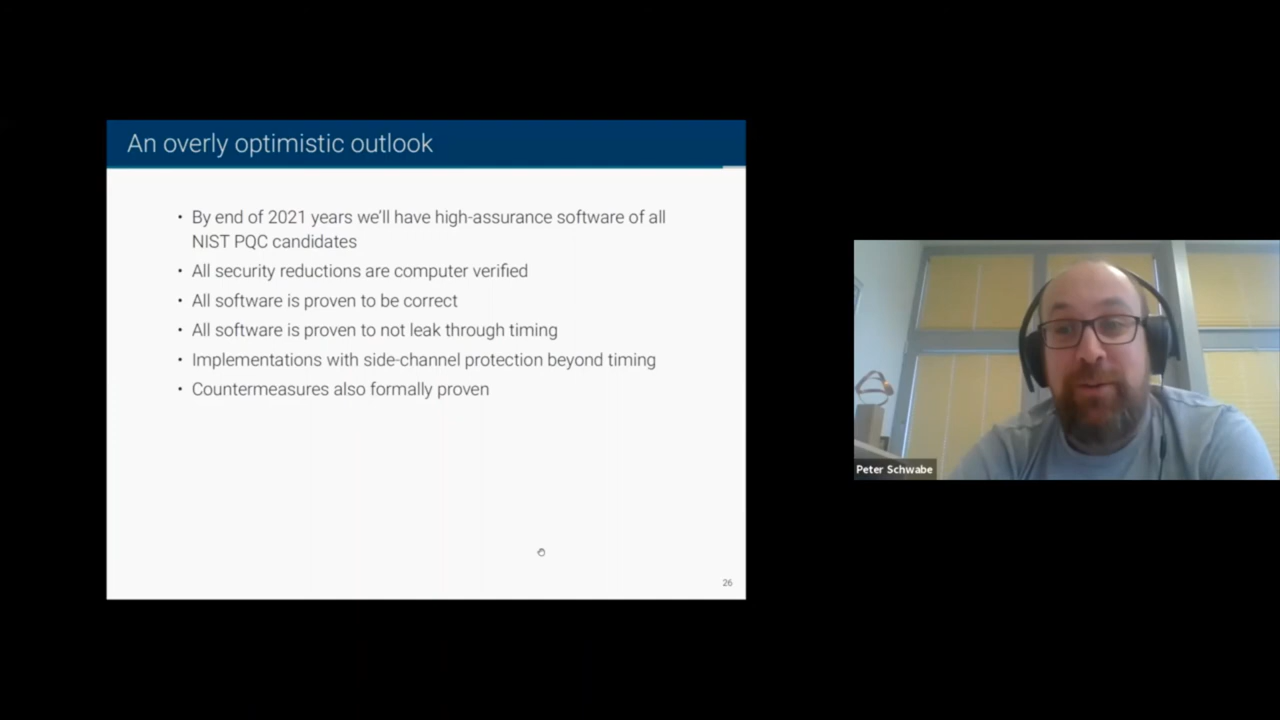 An overly optimistic outlook
• By end of 2021 years we'll have high-assurance software of all
NIST PQC candidates
• All security reductions are computer verified
• All software is proven to be correct
• All software is proven to not leak through timing
• Implementations with side-channel protection beyond timing
• Countermeasures also formally proven
26
Peter Schwabe